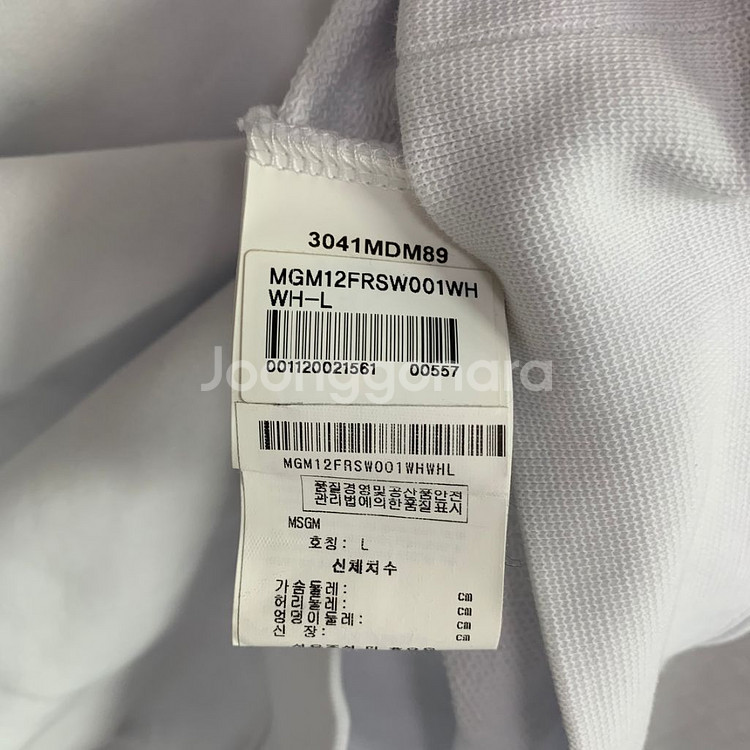 3041MDM89
MGM12FRSW001WH
WH-L
001120021561 00557
Joonggonara
MGM12FRSW001WHWHL
품질경영및공산품안전
관리법에의한품질표시
MSGM
호칭: L
신체치수
가슴둘레: cm
허리둘레: cm
엉덩이둘레: cm
신 장: cm